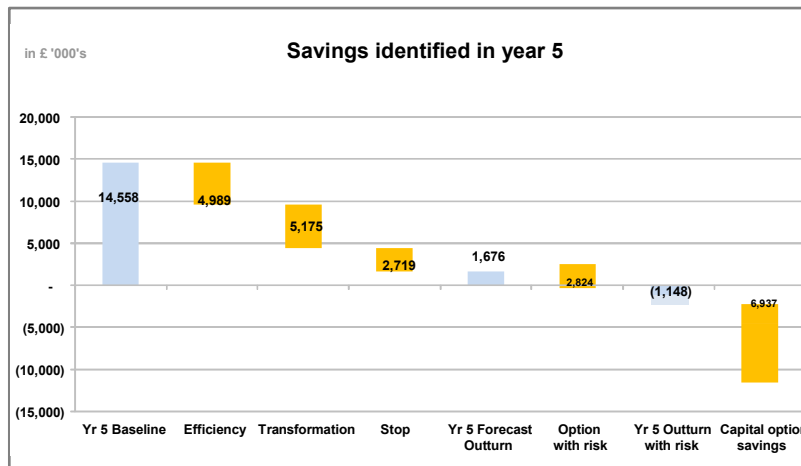 in £ '000's
Savings identified in year 5
20,000
15,000
10,000
5,000
-
(5,000)
(10,000)
(15,000)
14,558
4,989
5,175
2,719
1,676
2,824
(1,148)
6,937
Yr 5 Baseline
Efficiency
Transformation
Stop
Yr 5 Forecast
Outturn
Option
with risk
Yr 5 Outturn
with risk
Capital option
savings